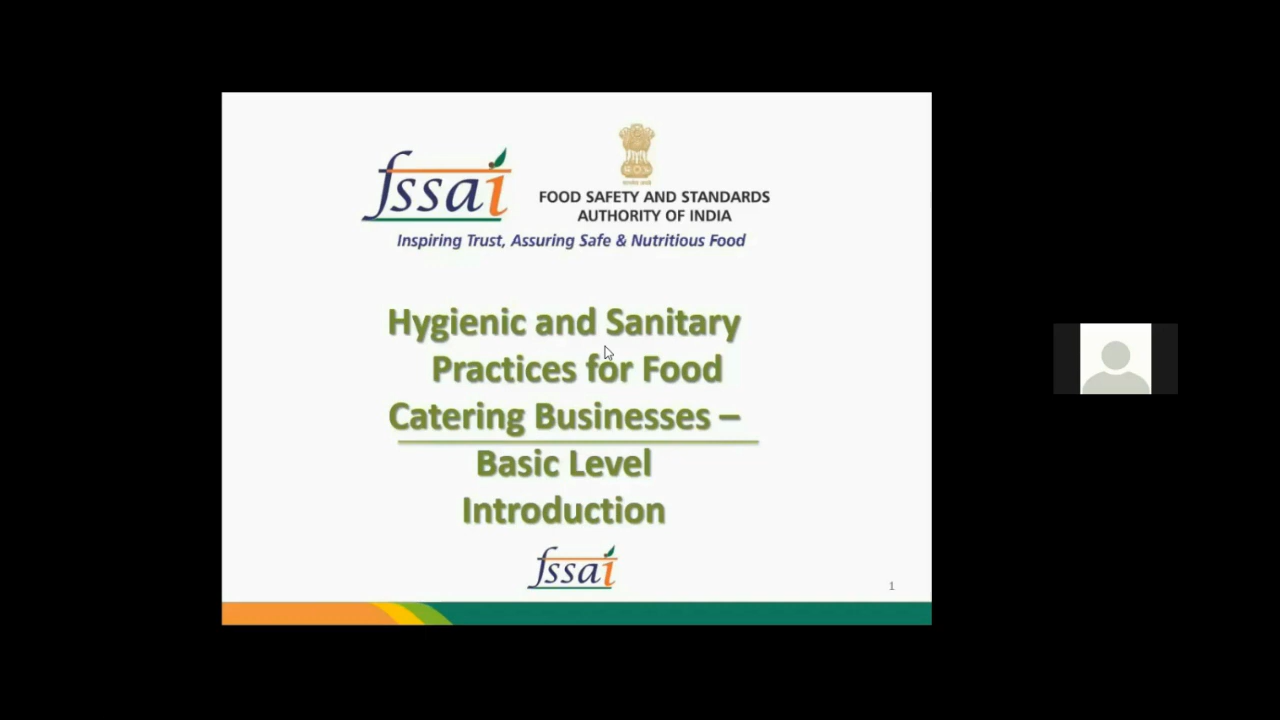 fssai
FOOD SAFETY AND STANDARDS
AUTHORITY OF INDIA
Inspiring Trust, Assuring Safe & Nutritious Food
Hygienic and Sanitary
Practices for Food
Catering Businesses –
Basic Level
Introduction
fssai
1